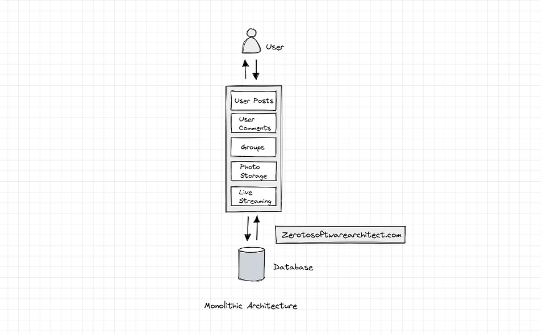 User
User Posts
User
Comments
Groups
Photo
Storage
Live
Streaming
Zerotosoftwarearchitect.com
Database
Monolithic Architecture